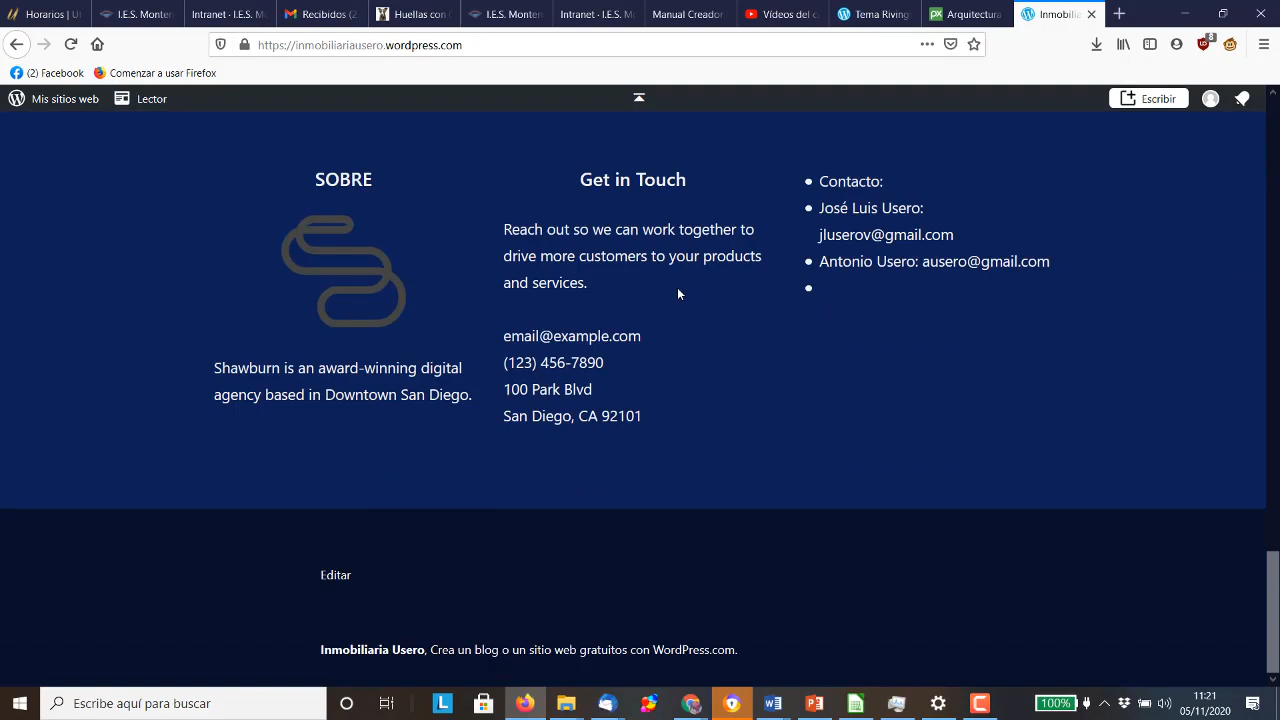 Horarios | U
I.E.S. Monten
Intranet · I.E.S. M
Recibidos
Huellas con
I.E.S. Monten
Intranet · I.E.S. Mo
Manual Creador
Vídeos del
Tema Riving
Arquitectura
Inmobilia
https://inmobiliariausero.wordpress.com
8
(2) Facebook
Comenzar a usar Firefox
Mis sitios web
Lector
Escribir
SOBRE
Shawburn is an award-winning digital
agency based in Downtown San Diego.
Get in Touch
Reach out so we can work together to
drive more customers to your products
and services.
email@example.com
(123) 456-7890
100 Park Blvd
San Diego, CA 92101
Contacto:
José Luis Usero:
jluserov@gmail.com
Antonio Usero: ausero@gmail.com
Editar
Inmobiliaria Usero, Crea un blog o un sitio web gratuitos con WordPress.com.
Escribe aquí para buscar
100%
11:21
05/11/2020